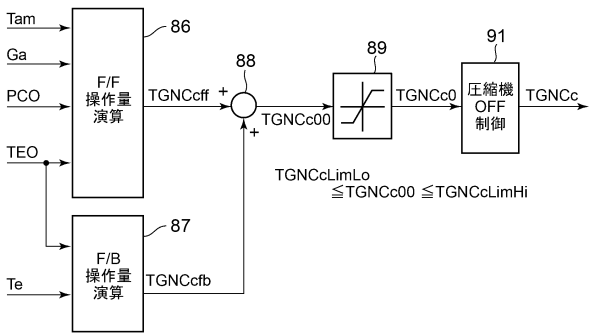 Tam
Ga
PCO
TEO
Te
86
F/F
操作量
演算
TGNCcff
87
F/B
操作量
演算
TGNCcfb
88
+
+
TGNCc00
89
TGNCc0
TGNCcLimLo
≦TGNCc00 ≦TGNCcLimHi
91
圧縮機
OFF
制御
TGNCc